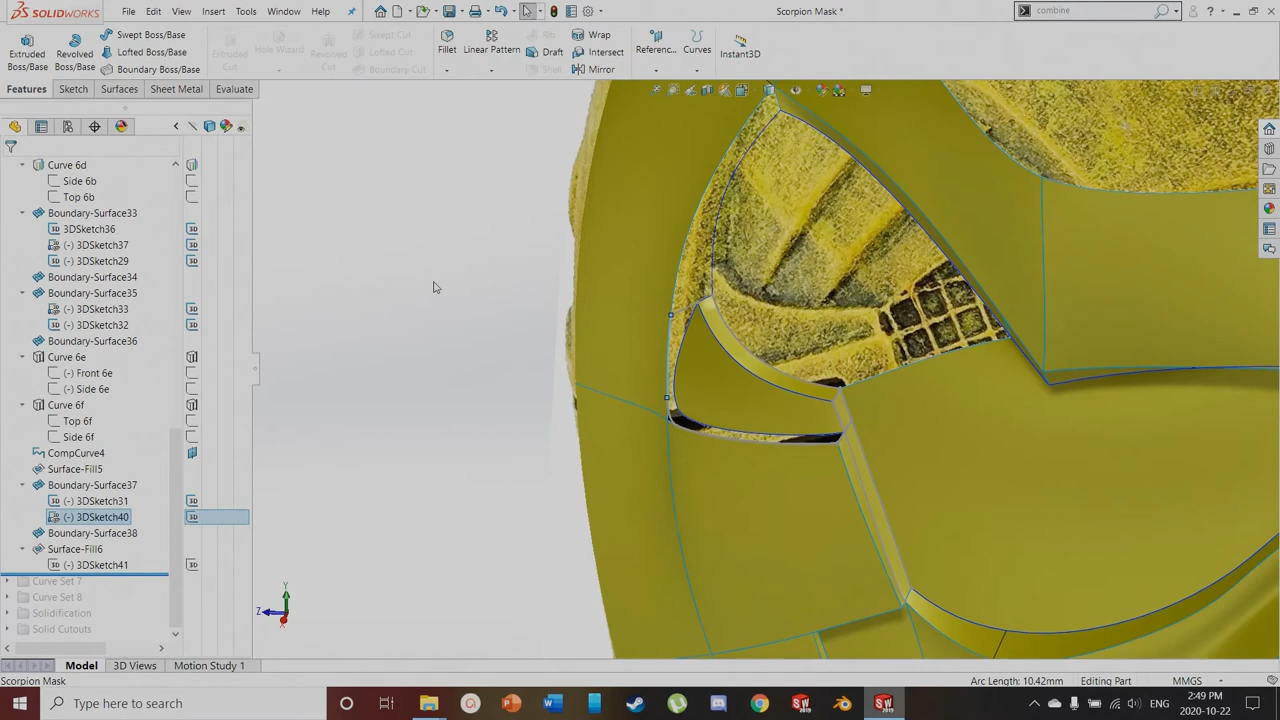 SOLIDWORKS
File
Edit
View
Insert
Tools
Window
Help
Scorpion Mask *
combine
Extruded Boss/Base
Revolved Boss/Base
Swept Boss/Base
Lofted Boss/Base
Boundary Boss/Base
Extruded Cut
Hole Wizard
Revolved Cut
Swept Cut
Lofted Cut
Boundary Cut
Fillet
Linear Pattern
Rib
Draft
Shell
Wrap
Intersect
Mirror
Referenc...
Curves
Instant3D
Features
Sketch
Surfaces
Sheet Metal
Evaluate
Curve 6d
Side 6b
Top 6b
Boundary-Surface33
3DSketch36
(-) 3DSketch37
(-) 3DSketch29
Boundary-Surface34
Boundary-Surface35
(-) 3DSketch33
(-) 3DSketch32
Boundary-Surface36
Curve 6e
(-) Front 6e
(-) Side 6e
Curve 6f
Top 6f
Side 6f
CompCurve4
Surface-Fill5
Boundary-Surface37
(-) 3DSketch31
(-) 3DSketch40
Boundary-Surface38
Surface-Fill6
(-) 3DSketch41
Curve Set 7
Curve Set 8
Solidification
Solid Cutouts
Y
Z
X
Model
3D Views
Motion Study 1
Scorpion Mask
Arc Length: 10.42mm
Editing Part
MMGS
Type here to search
ENG
2:49 PM
2020-10-22